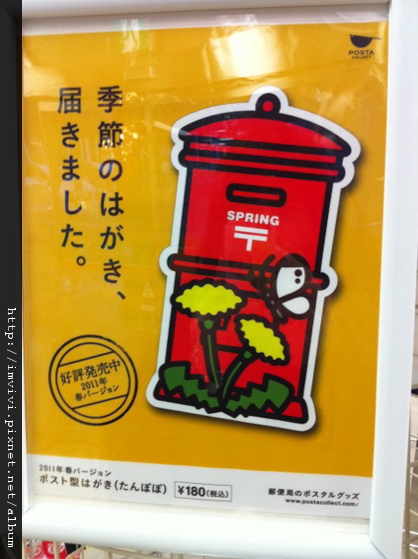 POSTA
COLLECT
季節のはがき、
届きました。
SPRING
〒
好評発売中
2011年
春バージョン
2011年春バージョン
ポスト型はがき(たんぽぽ)
¥180(税込)
郵便局のポスタルグッズ
www.postacollect.com/
http://imvivi.pixnet.net/album